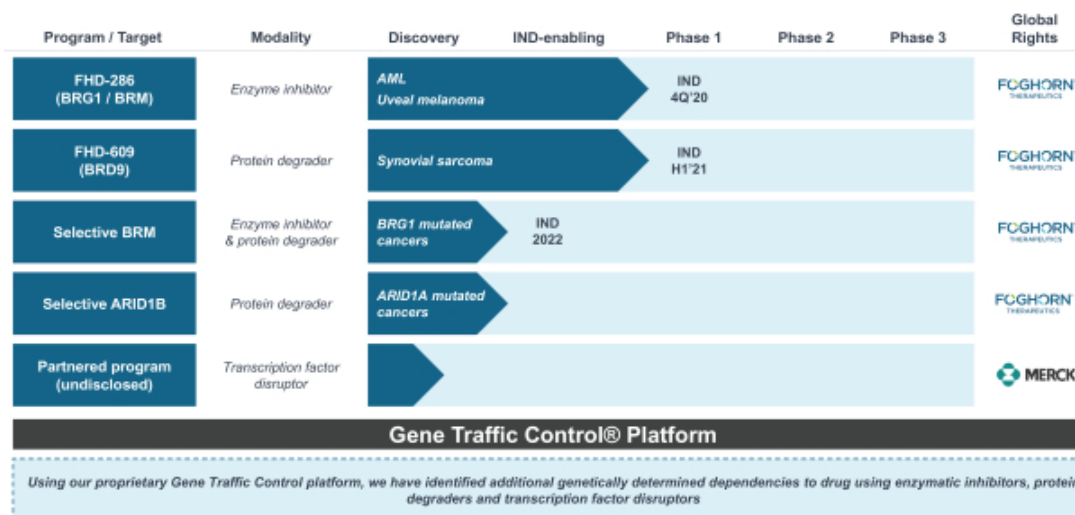 Program / Target
Modality
Discovery
IND-enabling
Phase 1
Phase 2
Phase 3
Global
Rights
FHD-286
(BRG1 / BRM)
Enzyme inhibitor
AML
Uveal melanoma
IND
4Q'20
FOGHORN
THERAPEUTICS
FHD-609
(BRD9)
Protein degrader
Synovial sarcoma
IND
H1'21
FOGHORN
THERAPEUTICS
Selective BRM
Enzyme inhibitor
& protein degrader
BRG1 mutated
cancers
IND
2022
FOGHORN
THERAPEUTICS
Selective ARID1B
Protein degrader
ARID1A mutated
cancers
FOGHORN
THERAPEUTICS
Partnered program
(undisclosed)
Transcription factor
disruptor
MERCK
Gene Traffic Control® Platform
Using our proprietary Gene Traffic Control platform, we have identified additional genetically determined dependencies to drug using enzymatic inhibitors, protein
degraders and transcription factor disruptors